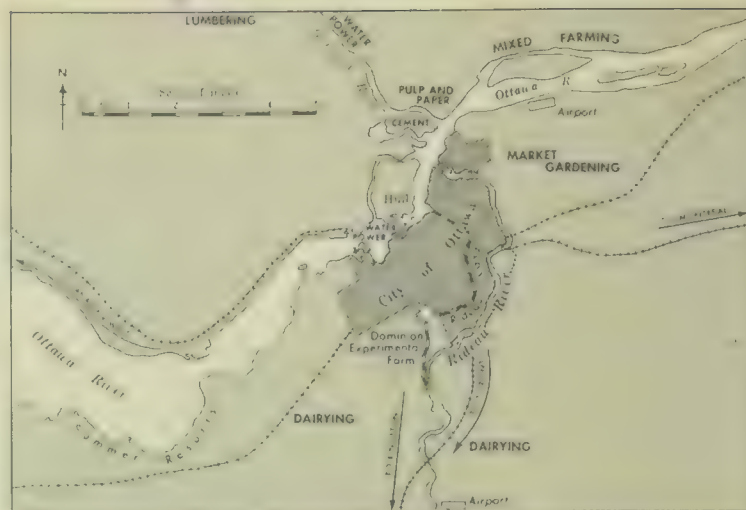 LUMBERING
WATER
POWER
MIXED FARMING
N
PULP AND
PAPER
CEMENT
Ottawa R
Airport
MARKET
GARDENING
Hull
WATER
POWER
City of Ottawa
Rideau River
Dominion
Experimental
Farm
Ottawa River
Summer Resorts
DAIRYING
DAIRYING
Airport